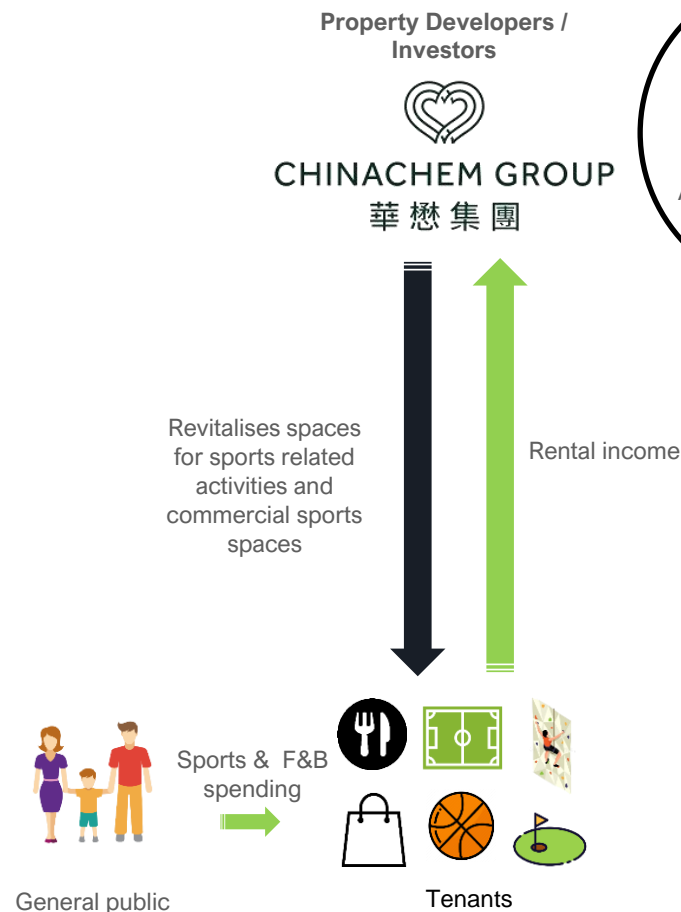 Property Developers /
Investors
CHINACHEM GROUP
華懋集團
Revitalises spaces
for sports related
activities and
commercial sports
spaces
Rental income
Sports & F&B
spending
General public
Tenants